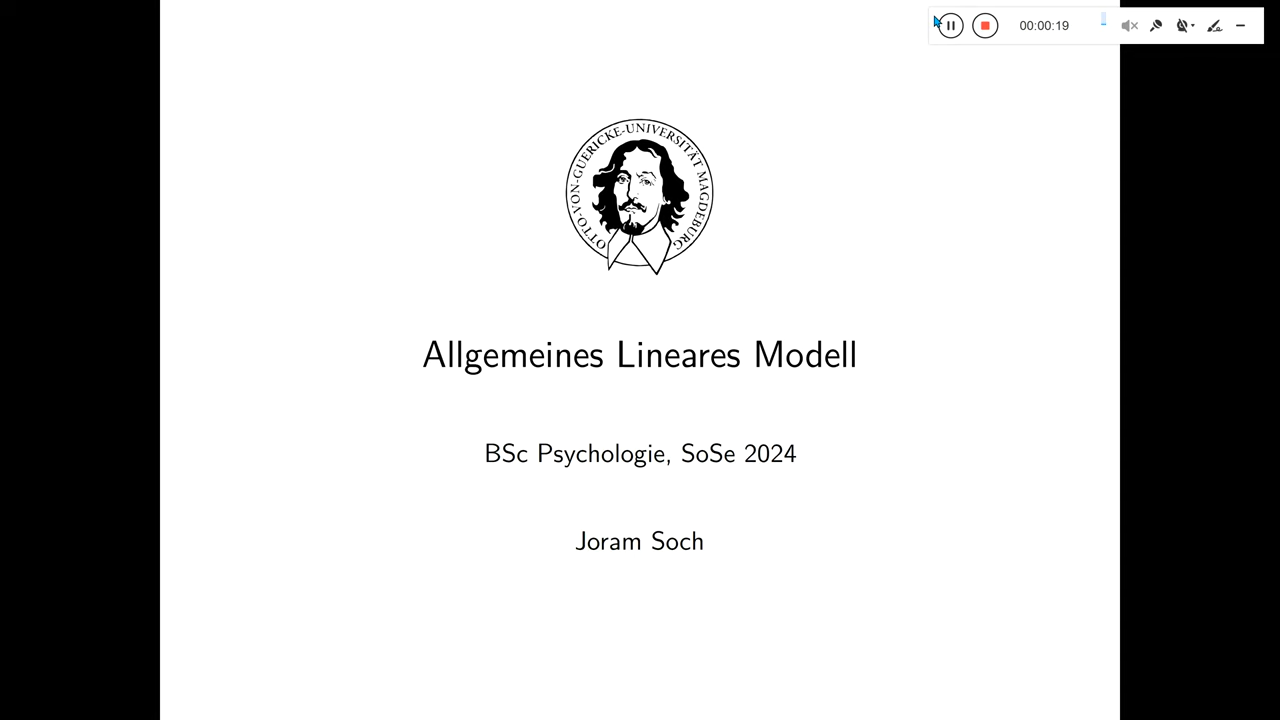 00:00:19
OTTO-VON-GUERICKE-UNIVERSITÄT MAGDEBURG
Allgemeines Lineares Modell
BSc Psychologie, SoSe 2024
Joram Soch